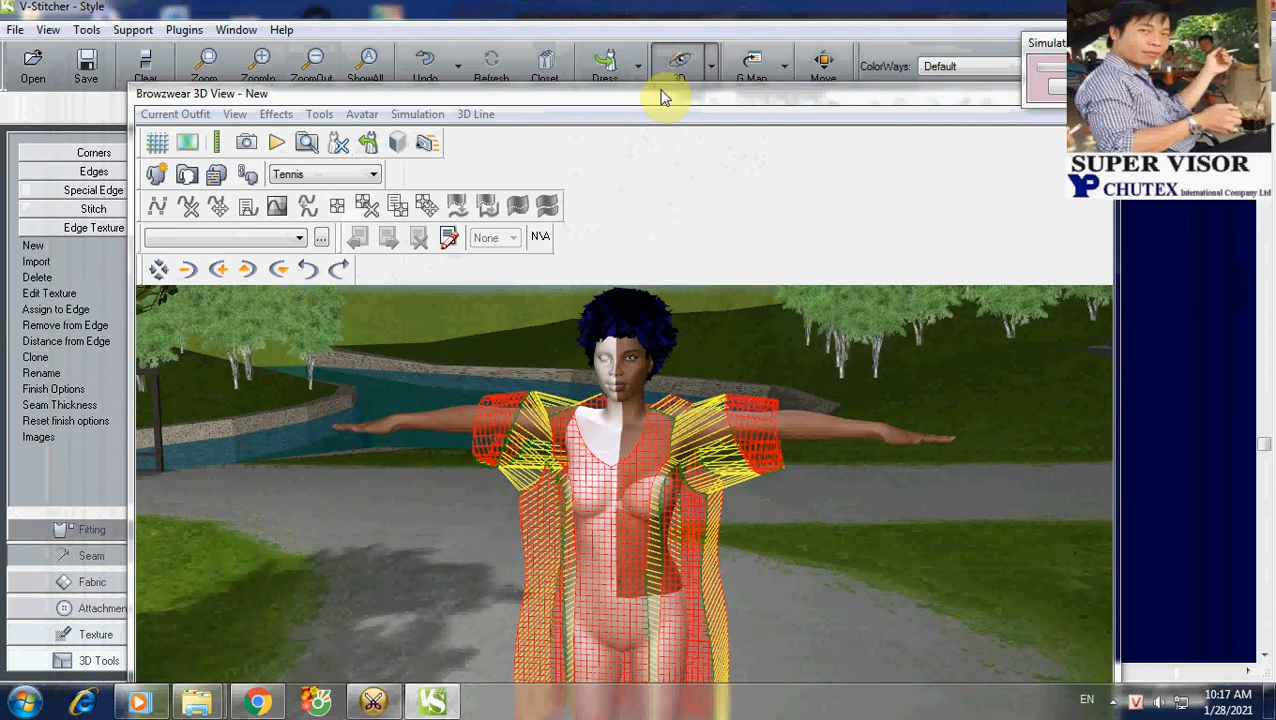 V-Stitcher - Style
File View Tools Support Plugins Window Help
Open Save Clear Zoom ZoomIn ZoomOut ShowAll Undo Refresh Closet Dress 3D G.Map Move ColorWays: Default
Simulat
SUPER VISOR
CHUTEX International Company Ltd
Browzwear 3D View - New
Current Outfit View Effects Tools Avatar Simulation 3D Line
Tennis
None N\A
Corners
Edges
Special Edge
Stitch
Edge Texture
New
Import
Delete
Edit Texture
Assign to Edge
Remove from Edge
Distance from Edge
Clone
Rename
Finish Options
Seam Thickness
Reset finish options
Images
Fitting
Seam
Fabric
Attachmen
Texture
3D Tools
EN
10:17 AM
1/28/2021